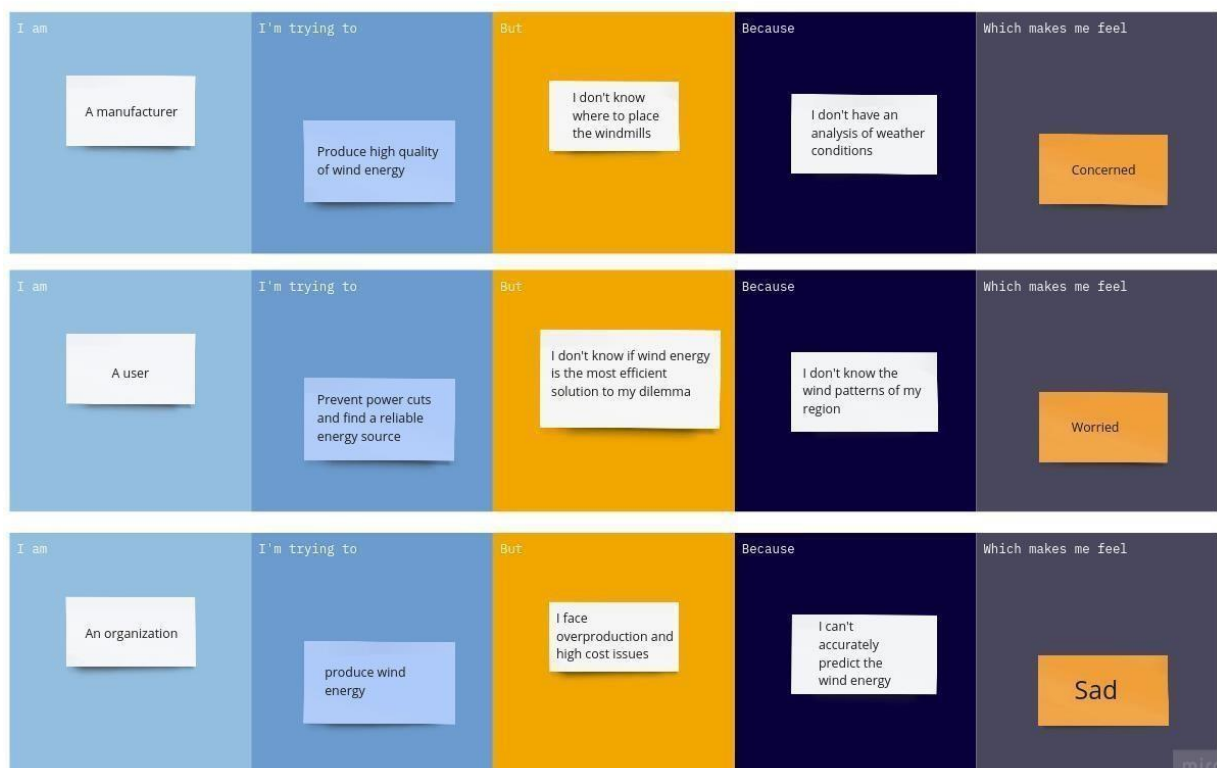 I am
I'm trying to
But
Because
Which makes me feel
A manufacturer
Produce high quality
of wind energy
I don't know
where to place
the windmills
I don't have an
analysis of weather
conditions
Concerned
I am
I'm trying to
But
Because
Which makes me feel
A user
Prevent power cuts
and find a reliable
energy source
I don't know if wind energy
is the most efficient
solution to my dilemma
I don't know the
wind patterns of my
region
Worried
I am
I'm trying to
But
Because
Which makes me feel
An organization
produce wind
energy
I face
overproduction and
high cost issues
I can't
accurately
predict the
wind energy
Sad